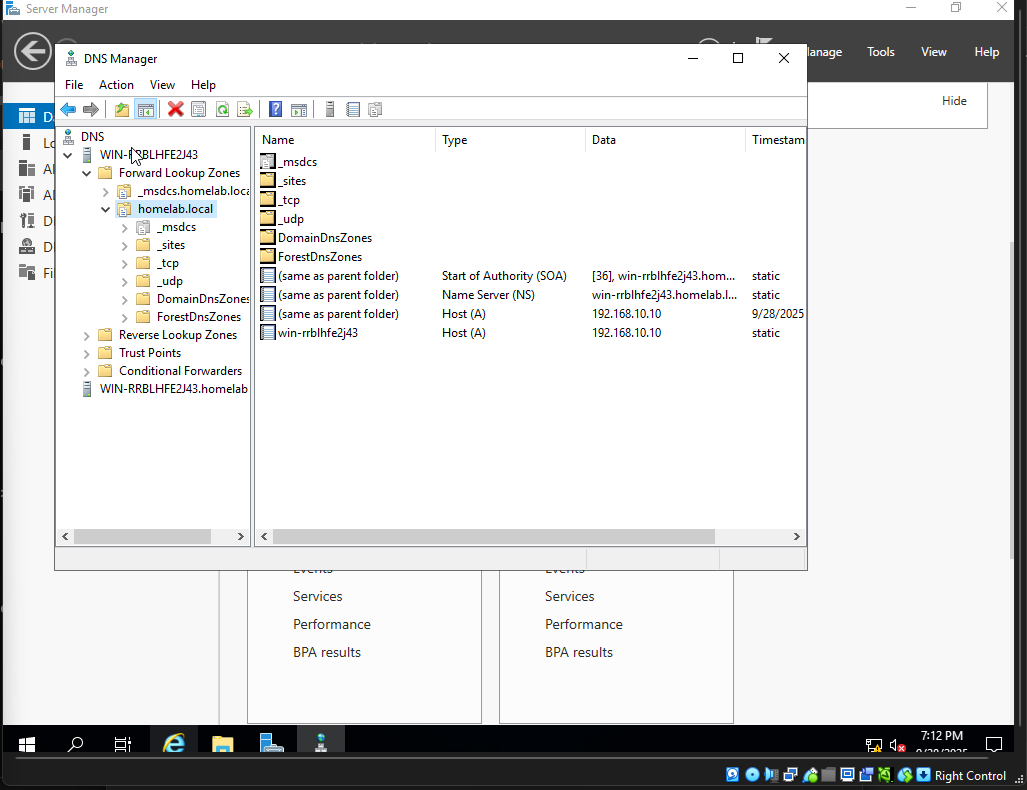 Server Manager
DNS Manager
Manage Tools View Help
File Action View Help
Hide
DNS
WIN-RRBLHFE2J43
Forward Lookup Zones
_msdcs.homelab.loca
homelab.local
_msdcs
_sites
_tcp
_udp
DomainDnsZones
ForestDnsZones
Reverse Lookup Zones
Trust Points
Conditional Forwarders
WIN-RRBLHFE2J43.homelab
Name Type Data Timestam
_msdcs
_sites
_tcp
_udp
DomainDnsZones
ForestDnsZones
(same as parent folder) Start of Authority (SOA) [36], win-rrblhfe2j43.hom... static
(same as parent folder) Name Server (NS) win-rrblhfe2j43.homelab.l... static
(same as parent folder) Host (A) 192.168.10.10 9/28/2025
win-rrblhfe2j43 Host (A) 192.168.10.10 static
Events Events
Services Services
Performance Performance
BPA results BPA results
7:12 PM
Right Control